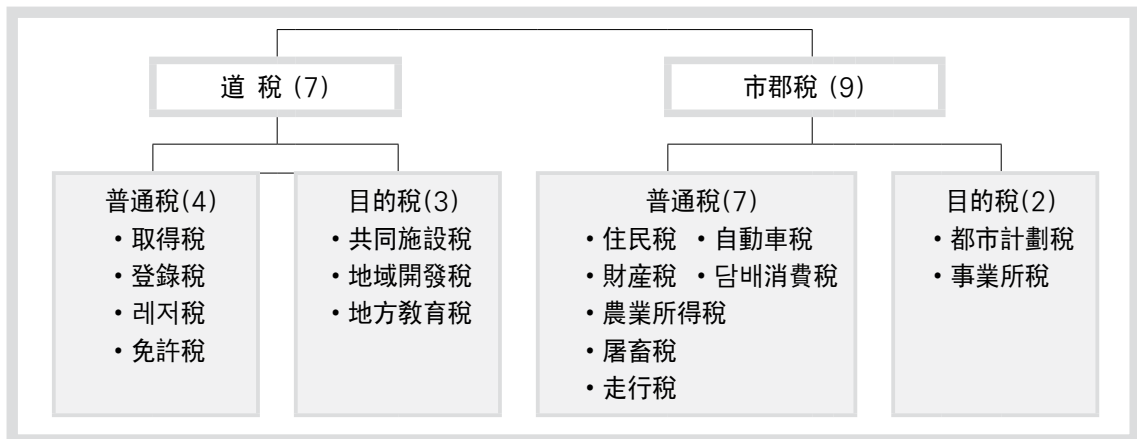 道 稅 (7)
市郡稅 (9)
普通稅(4)
・取得稅
・登錄稅
・레저稅
・免許稅
目的稅(3)
・共同施設稅
・地域開發稅
・地方敎育稅
普通稅(7)
・住民稅 ・自動車稅
・財産稅 ・담배消費稅
・農業所得稅
・屠畜稅
・走行稅
目的稅(2)
・都市計劃稅
・事業所稅